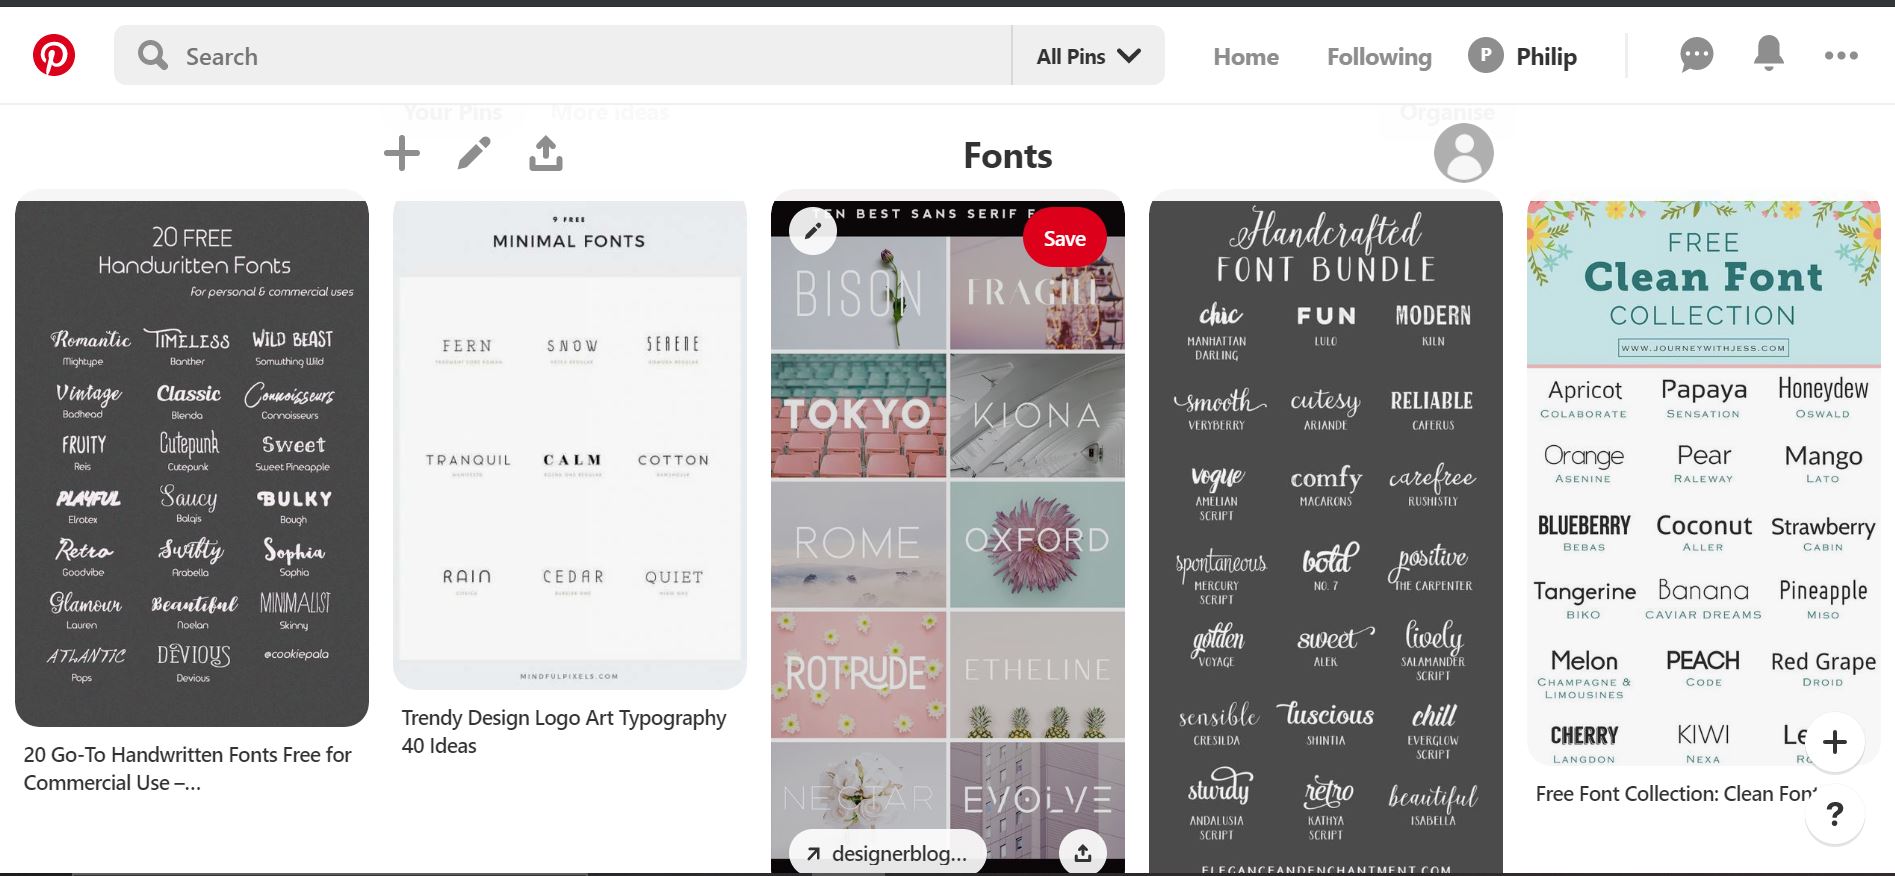 Search
All Pins
Home
Following
P
Philip
Your Pins
More ideas
Organise
Fonts
20 FREE
Handwritten Fonts
for personal & commercial uses
Romantic TIMELESS WILD BEAST
Mightype Banther Somuthing Wild
Vintage Classic Connoisseurs
Badhead Blenda Connoisseurs
FRUITY Cutepunk Sweet
Reis Cutepunk Sweet Pineapple
PLAYFUL Saucy BULKY
Elrotex Balqis Bough
Retro Swifty Sophia
Goodvibe Arabella Sophia
Glamour Beautiful MINIMALIST
Lauren Noelan Skinny
ATLANTIC DEVIOUS @cookiepala
Pops Devious
20 Go-To Handwritten Fonts Free for
Commercial Use –...
9 FREE
MINIMAL FONTS
FERN SNOW SERENE
TRANQUIL CALM COTTON
RAIN CEDAR QUIET
MINDFULPIXELS.COM
Trendy Design Logo Art Typography
40 Ideas
TEN BEST SANS SERIF F
Save
BISON FRAGILE
TOKYO KIONA
ROME OXFORD
ROTRUDE ETHELINE
NECTAR EVOLVE
designerblog...
Handcrafted
FONT BUNDLE
chic FUN MODERN
MANHATTAN DARLING LULO KILN
smooth cutesy RELIABLE
VERYBERRY ARIANDE CAFERUS
vogue comfy carefree
AMELIAN SCRIPT MACARONS RUSHISTLY
spontaneous bold positive
MERCURY SCRIPT NO. 7 THE CARPENTER
golden sweet lively
VOYAGE ALEK SALAMANDER SCRIPT
sensible luscious chill
CRESILDA SHINTIA EVERGLOW SCRIPT
sturdy retro beautiful
ANDALUSIA SCRIPT KATHYA SCRIPT ISABELLA
ELEGANCEANDENCHANTMENT.COM
FREE
Clean Font
COLLECTION
WWW.JOURNEYWITHJESS.COM
Apricot Papaya Honeydew
COLABORATE SENSATION OSWALD
Orange Pear Mango
ASENINE RALEWAY LATO
BLUEBERRY Coconut Strawberry
BEBAS ALLER CABIN
Tangerine Banana Pineapple
BIKO CAVIAR DREAMS MISO
Melon PEACH Red Grape
CHAMPAGNE & LIMOUSINES CODE DROID
CHERRY KIWI Le
LANGDON NEXA RO
Free Font Collection: Clean Font
?